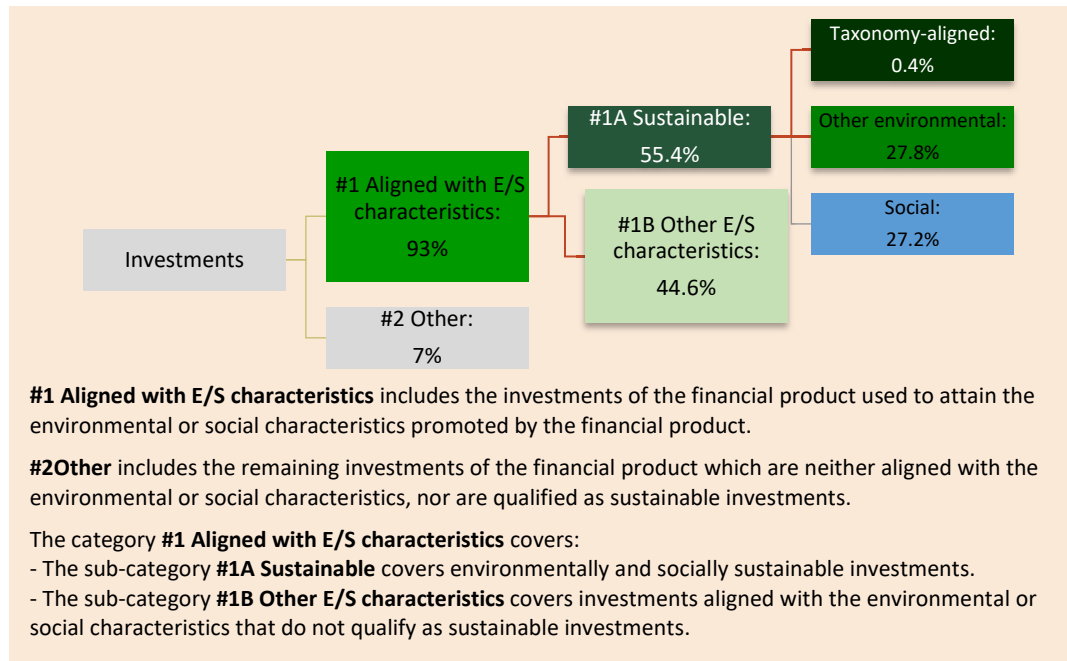 Investments
#1 Aligned with E/S
characteristics:
93%
#2 Other:
7%
#1A Sustainable:
55.4%
#1B Other E/S
characteristics:
44.6%
Taxonomy-aligned:
0.4%
Other environmental:
27.8%
Social:
27.2%
#1 Aligned with E/S characteristics includes the investments of the financial product used to attain the
environmental or social characteristics promoted by the financial product.
#2Other includes the remaining investments of the financial product which are neither aligned with the
environmental or social characteristics, nor are qualified as sustainable investments.
The category #1 Aligned with E/S characteristics covers:
- The sub-category #1A Sustainable covers environmentally and socially sustainable investments.
- The sub-category #1B Other E/S characteristics covers investments aligned with the environmental or
social characteristics that do not qualify as sustainable investments.